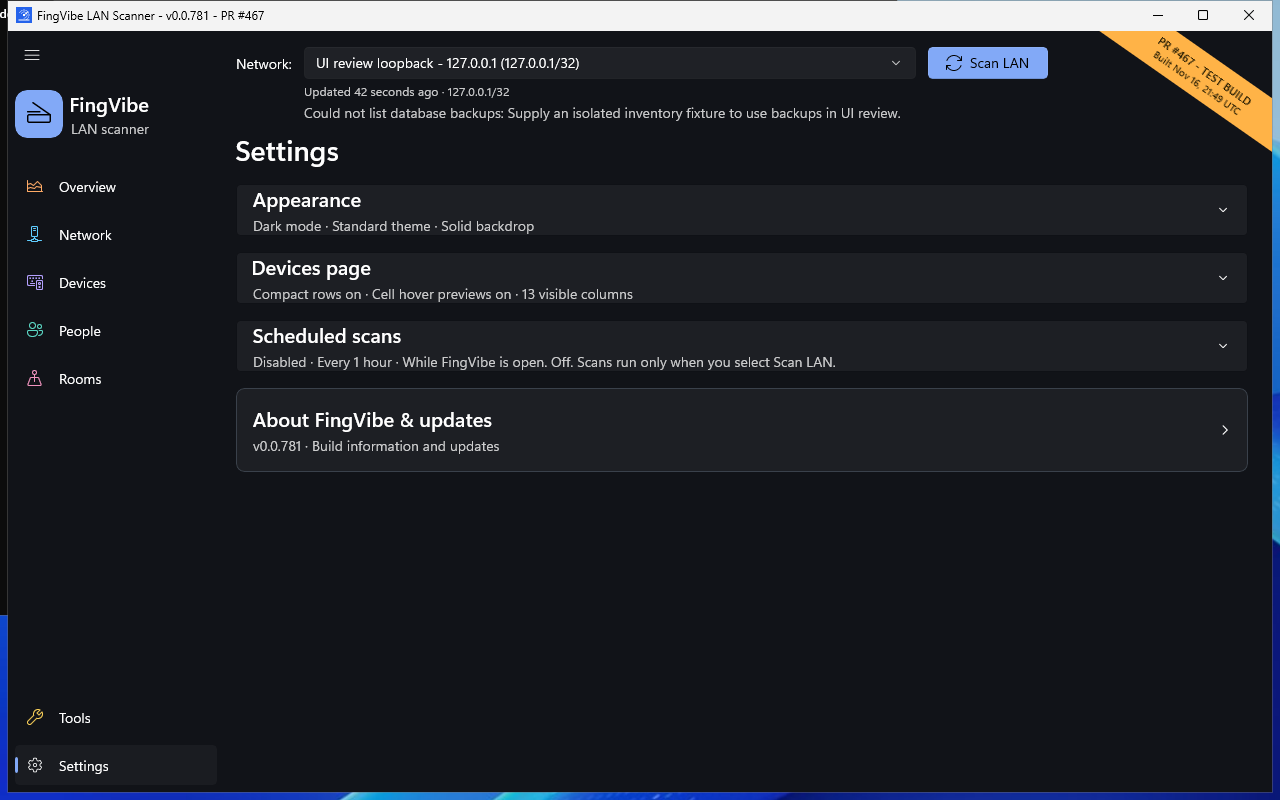 FingVibe LAN Scanner - v0.0.781 - PR #467
PR #467 - TEST BUILD
Built Nov 16, 21:49 UTC
Network:
UI review loopback - 127.0.0.1 (127.0.0.1/32)
Scan LAN
Updated 42 seconds ago · 127.0.0.1/32
Could not list database backups: Supply an isolated inventory fixture to use backups in UI review.
FingVibe
LAN scanner
Overview
Network
Devices
People
Rooms
Tools
Settings
Settings
Appearance
Dark mode · Standard theme · Solid backdrop
Devices page
Compact rows on · Cell hover previews on · 13 visible columns
Scheduled scans
Disabled · Every 1 hour · While FingVibe is open. Off. Scans run only when you select Scan LAN.
About FingVibe & updates
v0.0.781 · Build information and updates